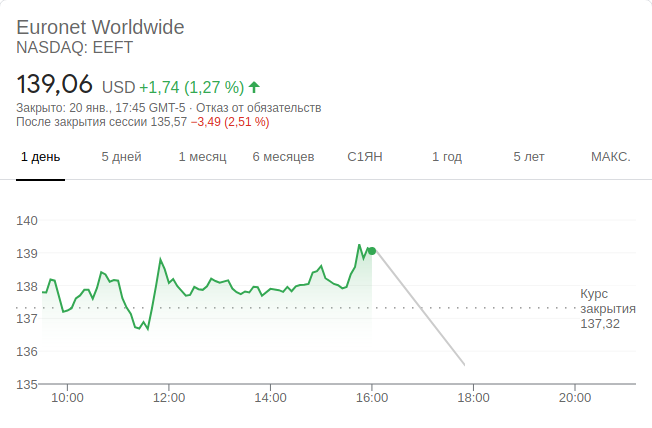 Euronet Worldwide
NASDAQ: EEFT
139,06 USD +1,74 (1,27 %)
Закрыто: 20 янв., 17:45 GMT-5 · Отказ от обязательств
После закрытия сессии 135,57 −3,49 (2,51 %)
1 день 5 дней 1 месяц 6 месяцев С1ЯН 1 год 5 лет МАКС.
140
139
138
Курс
закрытия
137,32
137
136
135
10:00 12:00 14:00 16:00 18:00 20:00